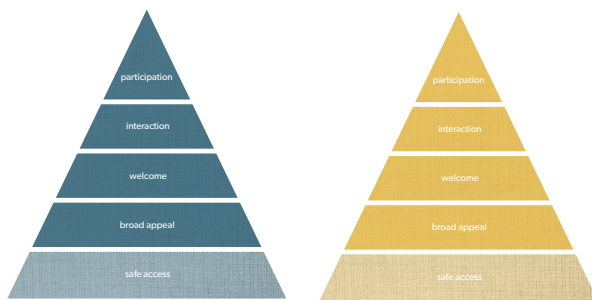 participation
interaction
welcome
broad appeal
safe access
participation
interaction
welcome
broad appeal
safe access